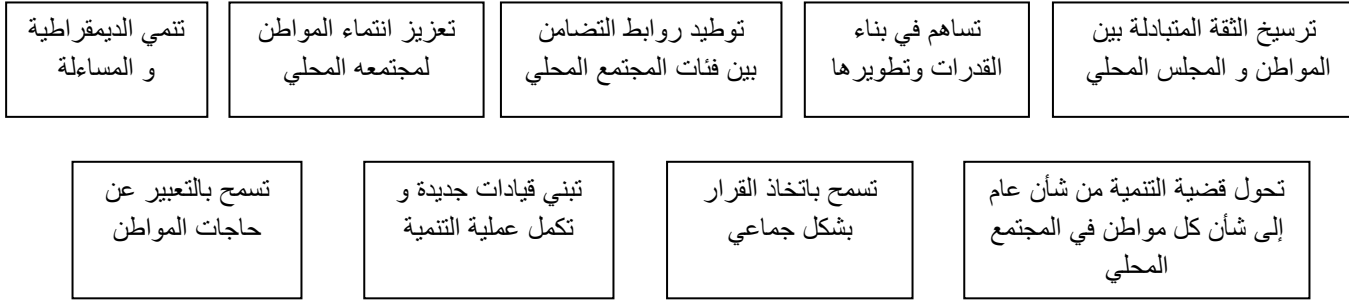 ترسيخ الثقة المتبادلة بين
المواطن و المجلس المحلي
تساهم في بناء
القدرات وتطويرها
توطيد روابط التضامن
بين فئات المجتمع المحلي
تعزيز انتماء المواطن
لمجتمعه المحلي
تنمي الديمقراطية
و المساءلة
تحول قضية التنمية من شأن عام
إلى شأن كل مواطن في المجتمع
المحلي
تسمح باتخاذ القرار
بشكل جماعي
تبني قيادات جديدة و
تكمل عملية التنمية
تسمح بالتعبير عن
حاجات المواطن